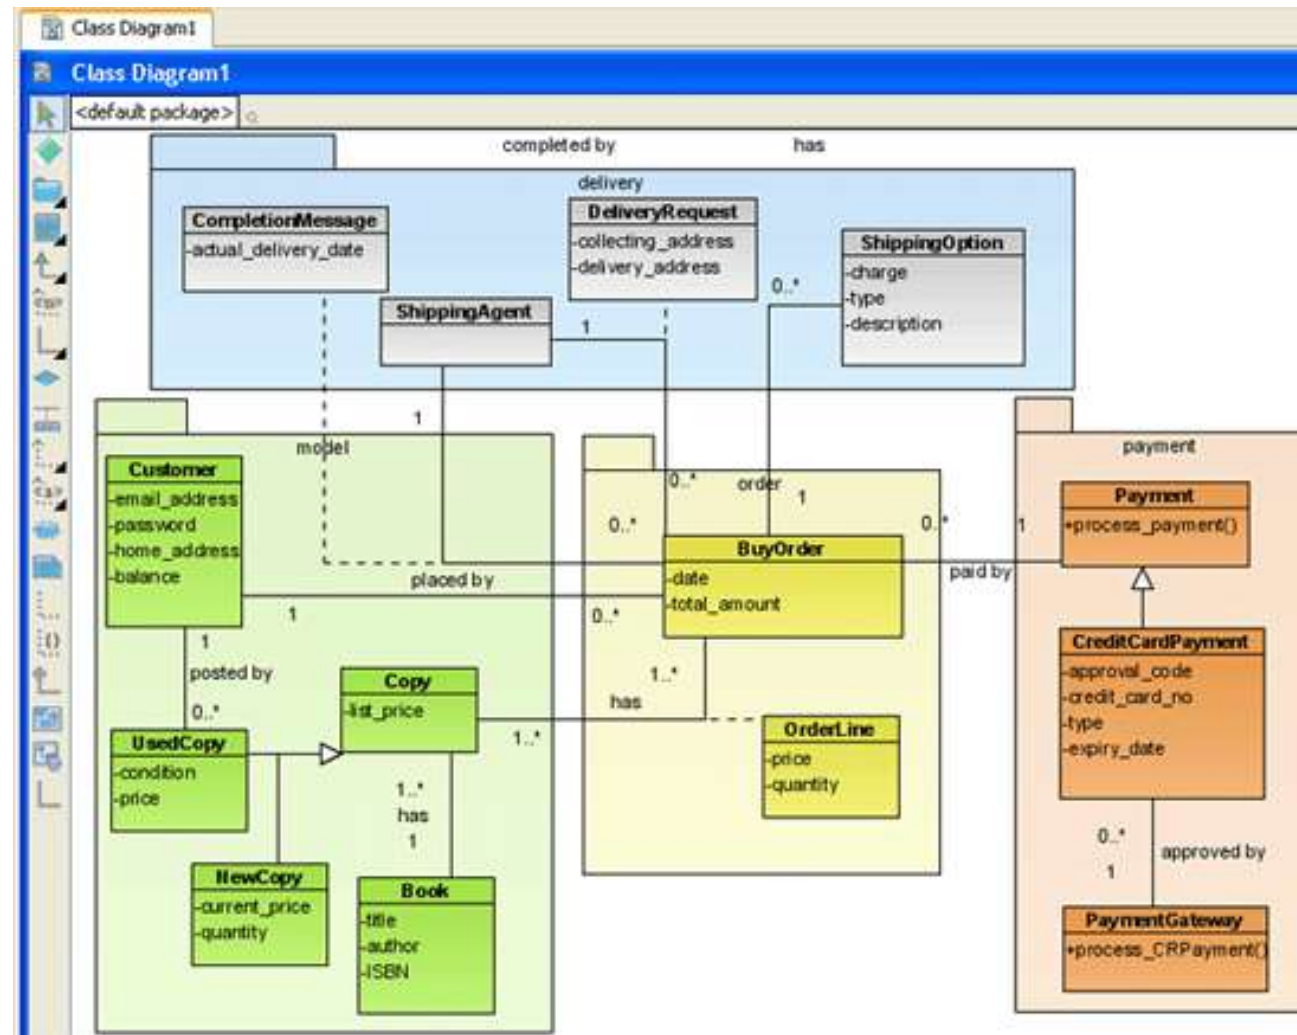 Class Diagram1
Class Diagram1
<default package>
completed by
has
delivery
CompletionMessage
-actual_delivery_date
DeliveryRequest
-collecting_address
-delivery_address
ShippingOption
-charge
-type
-description
0..*
ShippingAgent
1
1
model
Customer
-email_address
-password
-home_address
-balance
order
0..*
1
0..*
0..*
payment
1
Payment
+process_payment()
BuyOrder
-date
-total_amount
placed by
1
0..*
paid by
1
posted by
0..*
Copy
-list_price
1..*
has
1..*
UsedCopy
-condition
-price
OrderLine
-price
-quantity
CreditCardPayment
-approval_code
-credit_card_no
-type
-expiry_date
1..*
has
1
NewCopy
-current_price
-quantity
Book
-title
-author
-ISBN
0..*
approved by
1
PaymentGateway
+process_CRPayment()